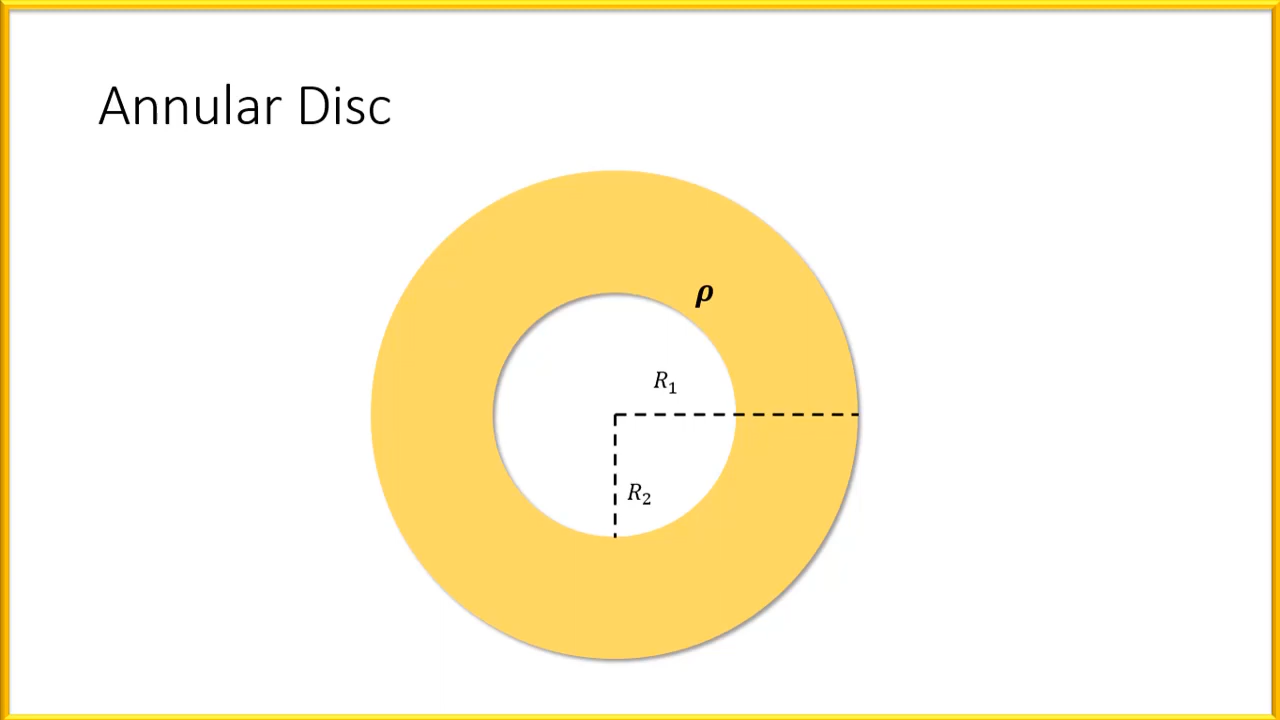 Annular Disc
ρ
R₁
R₂